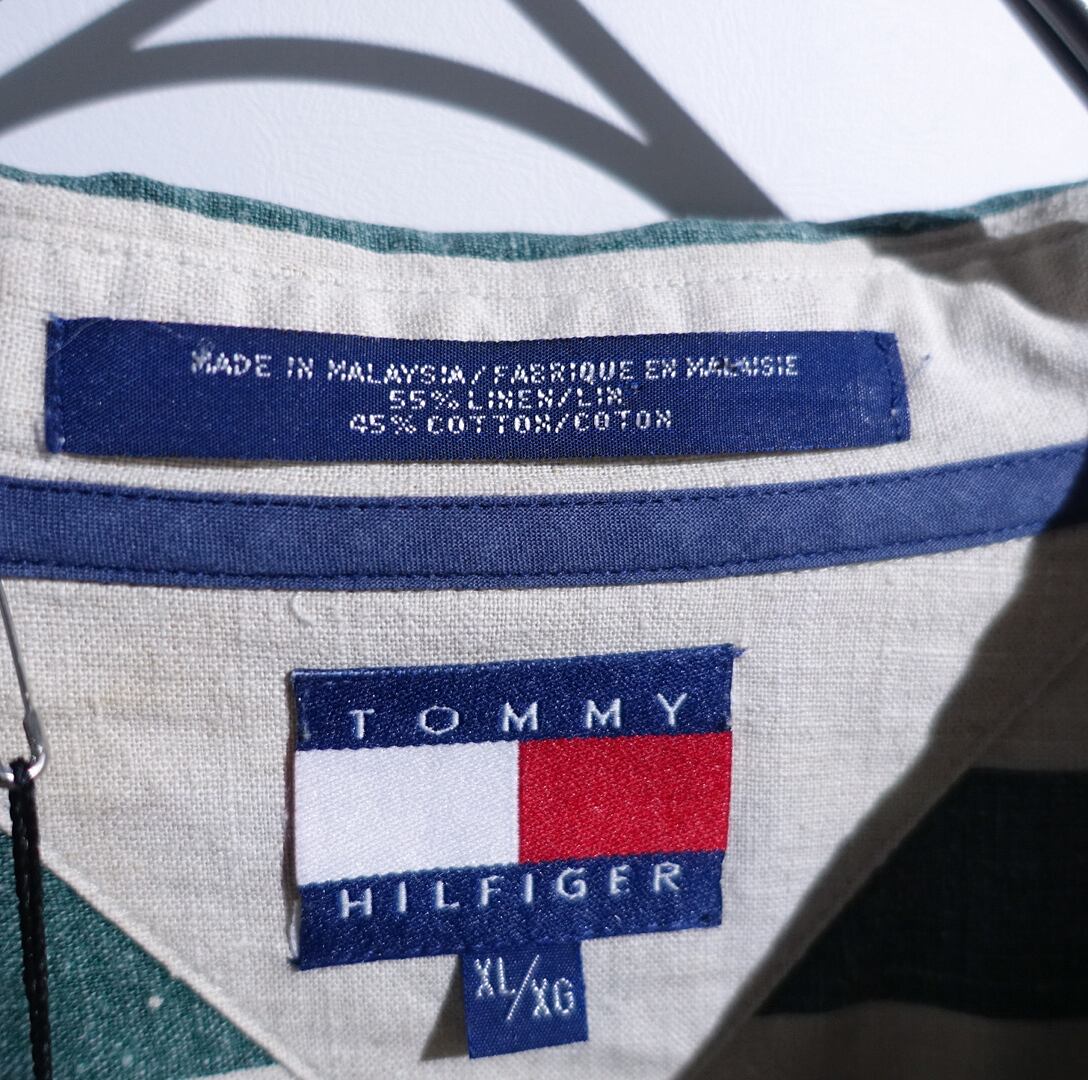 MADE IN MALAYSIA/FABRIQUE EN MALAISIE
55% LINEN/LIN
45% COTTON/COTON
TOMMY
HILFIGER
XL/XG